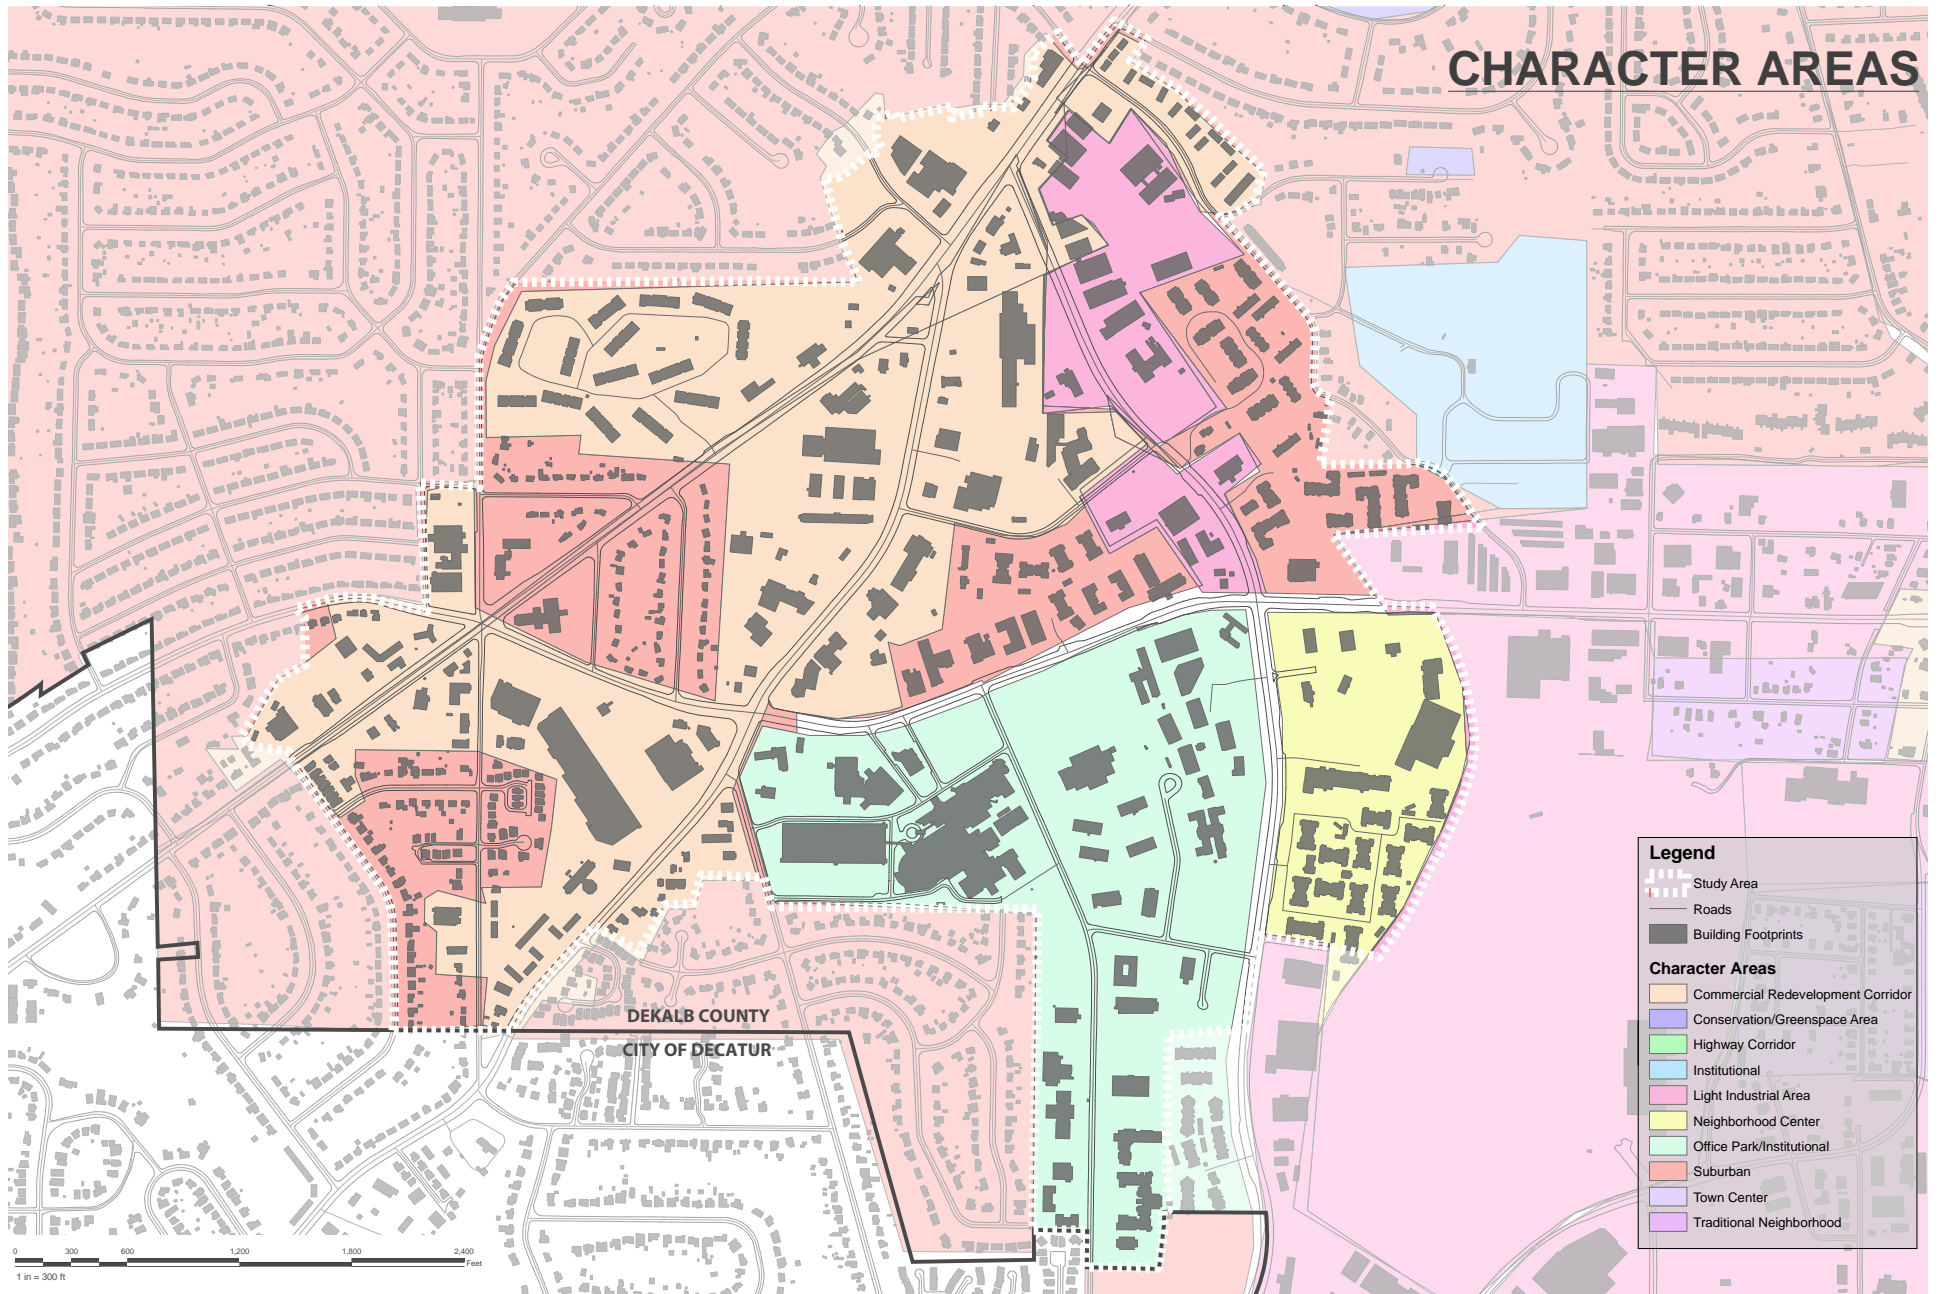 CHARACTER AREAS
DEKALB COUNTY
CITY OF DECATUR
Legend
Study Area
Roads
Building Footprints
Character Areas
Commercial Redevelopment Corridor
Conservation/Greenspace Area
Highway Corridor
Institutional
Light Industrial Area
Neighborhood Center
Office Park/Institutional
Suburban
Town Center
Traditional Neighborhood
0 300 600 1,200 1,800 2,400
Feet
1 in = 300 ft